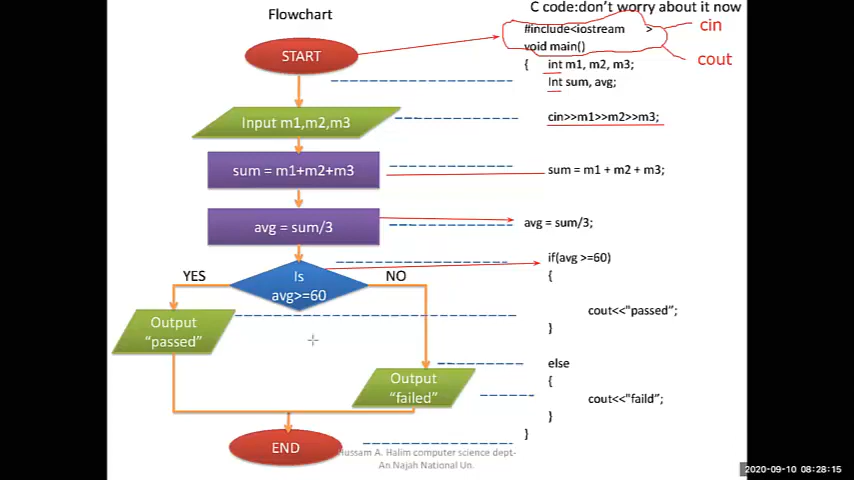 Flowchart
C code:don't worry about it now
#include<iostream >
cin
START
void main()
cout
{ int m1, m2, m3;
Int sum, avg;
Input m1,m2,m3
cin>>m1>>m2>>m3;
sum = m1+m2+m3
sum = m1 + m2 + m3;
avg = sum/3
avg = sum/3;
YES
Is
avg>=60
NO
if(avg >=60)
{
Output
"passed"
cout<<"passed";
}
else
Output
"failed"
{
cout<<"faild";
}
}
END
Hussam A. Halim computer science dept-
An Najah National Un.
2020-09-10 08:28:15